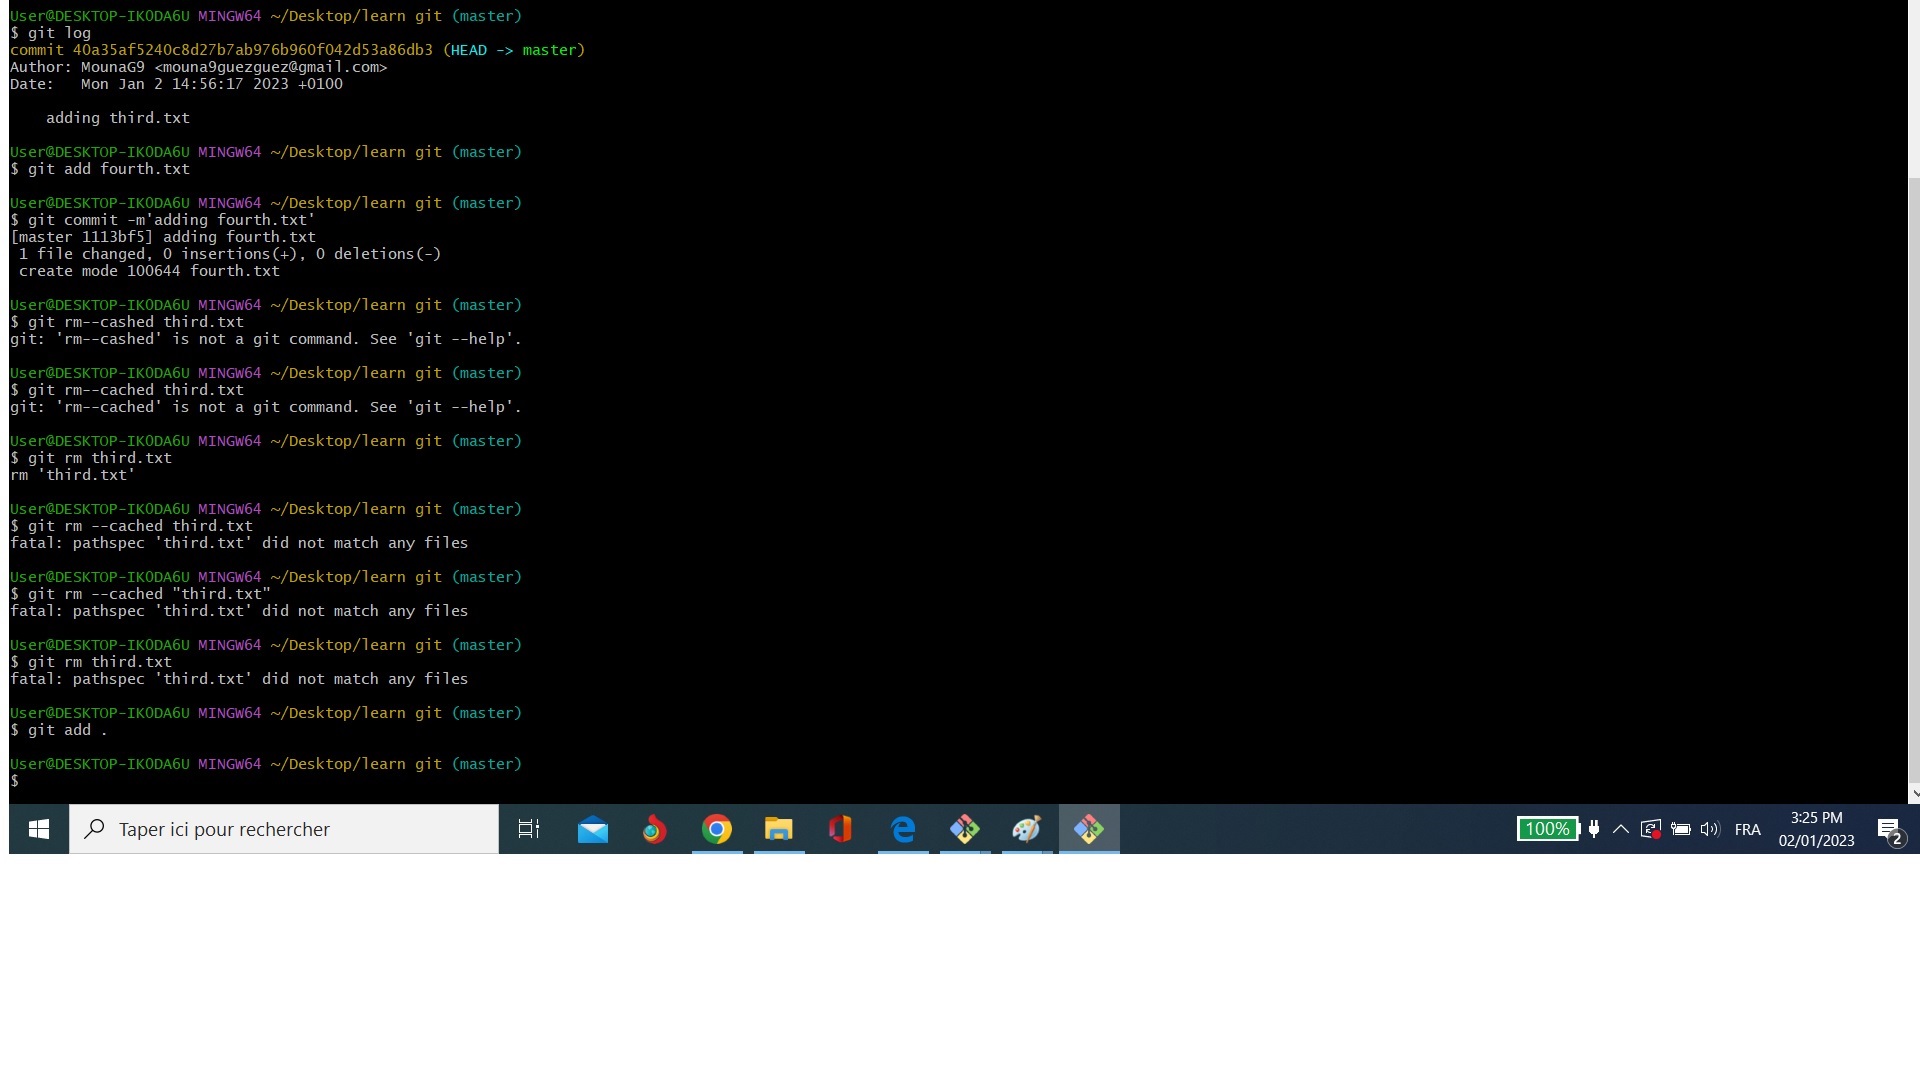 User@DESKTOP-IKODA6U MINGW64 ~/Desktop/learn git (master)
$ git log
commit 40a35af5240c8d27b7ab976b960f042d53a86db3 (HEAD -> master)
Author: MounaG9 <mouna9guezguez@gmail.com>
Date:   Mon Jan 2 14:56:17 2023 +0100
    adding third.txt
User@DESKTOP-IKODA6U MINGW64 ~/Desktop/learn git (master)
$ git add fourth.txt
User@DESKTOP-IKODA6U MINGW64 ~/Desktop/learn git (master)
$ git commit -m'adding fourth.txt'
[master 1113bf5] adding fourth.txt
 1 file changed, 0 insertions(+), 0 deletions(-)
 create mode 100644 fourth.txt
User@DESKTOP-IKODA6U MINGW64 ~/Desktop/learn git (master)
$ git rm--cashed third.txt
git: 'rm--cashed' is not a git command. See 'git --help'.
User@DESKTOP-IKODA6U MINGW64 ~/Desktop/learn git (master)
$ git rm--cached third.txt
git: 'rm--cached' is not a git command. See 'git --help'.
User@DESKTOP-IKODA6U MINGW64 ~/Desktop/learn git (master)
$ git rm third.txt
rm 'third.txt'
User@DESKTOP-IKODA6U MINGW64 ~/Desktop/learn git (master)
$ git rm --cached third.txt
fatal: pathspec 'third.txt' did not match any files
User@DESKTOP-IKODA6U MINGW64 ~/Desktop/learn git (master)
$ git rm --cached "third.txt"
fatal: pathspec 'third.txt' did not match any files
User@DESKTOP-IKODA6U MINGW64 ~/Desktop/learn git (master)
$ git rm third.txt
fatal: pathspec 'third.txt' did not match any files
User@DESKTOP-IKODA6U MINGW64 ~/Desktop/learn git (master)
$ git add .
User@DESKTOP-IKODA6U MINGW64 ~/Desktop/learn git (master)
$
Taper ici pour rechercher
100%
FRA
3:25 PM
02/01/2023
2